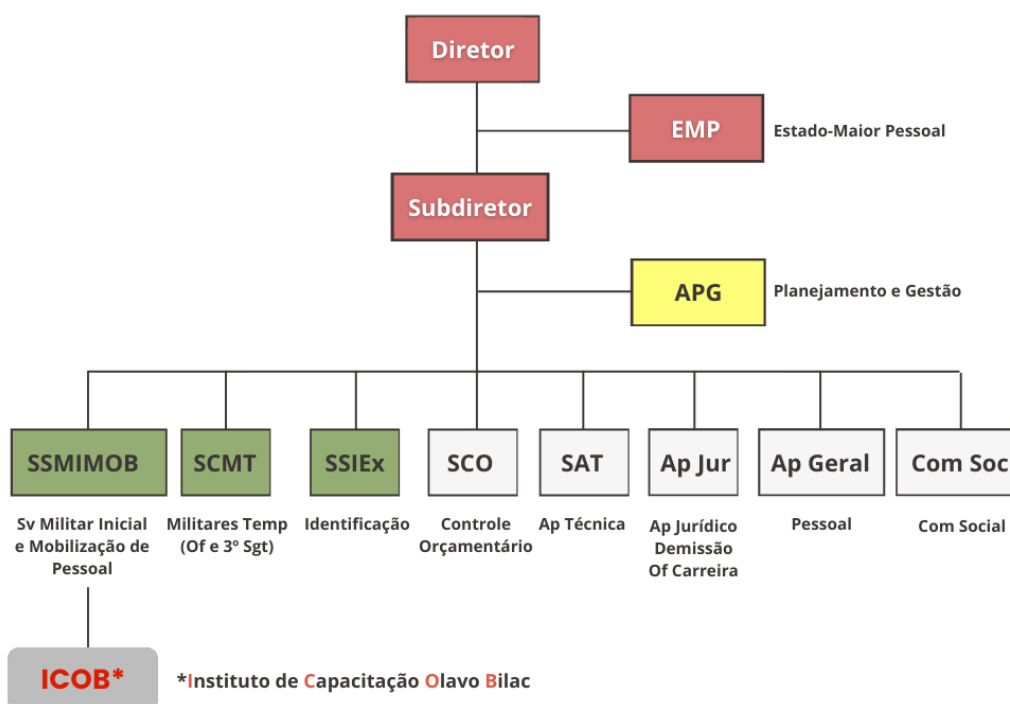 Diretor
EMP
Estado-Maior Pessoal
Subdiretor
APG
Planejamento e Gestão
SSMIMOB
SCMT
SSIEx
SCO
SAT
Ap Jur
Ap Geral
Com Soc
Sv Militar Inicial
e Mobilização de
Pessoal
Militares Temp
(Of e 3º Sgt)
Identificação
Controle
Orçamentário
Ap Técnica
Ap Jurídico
Demissão
Of Carreira
Pessoal
Com Social
ICOB*
*Instituto de Capacitação Olavo Bilac